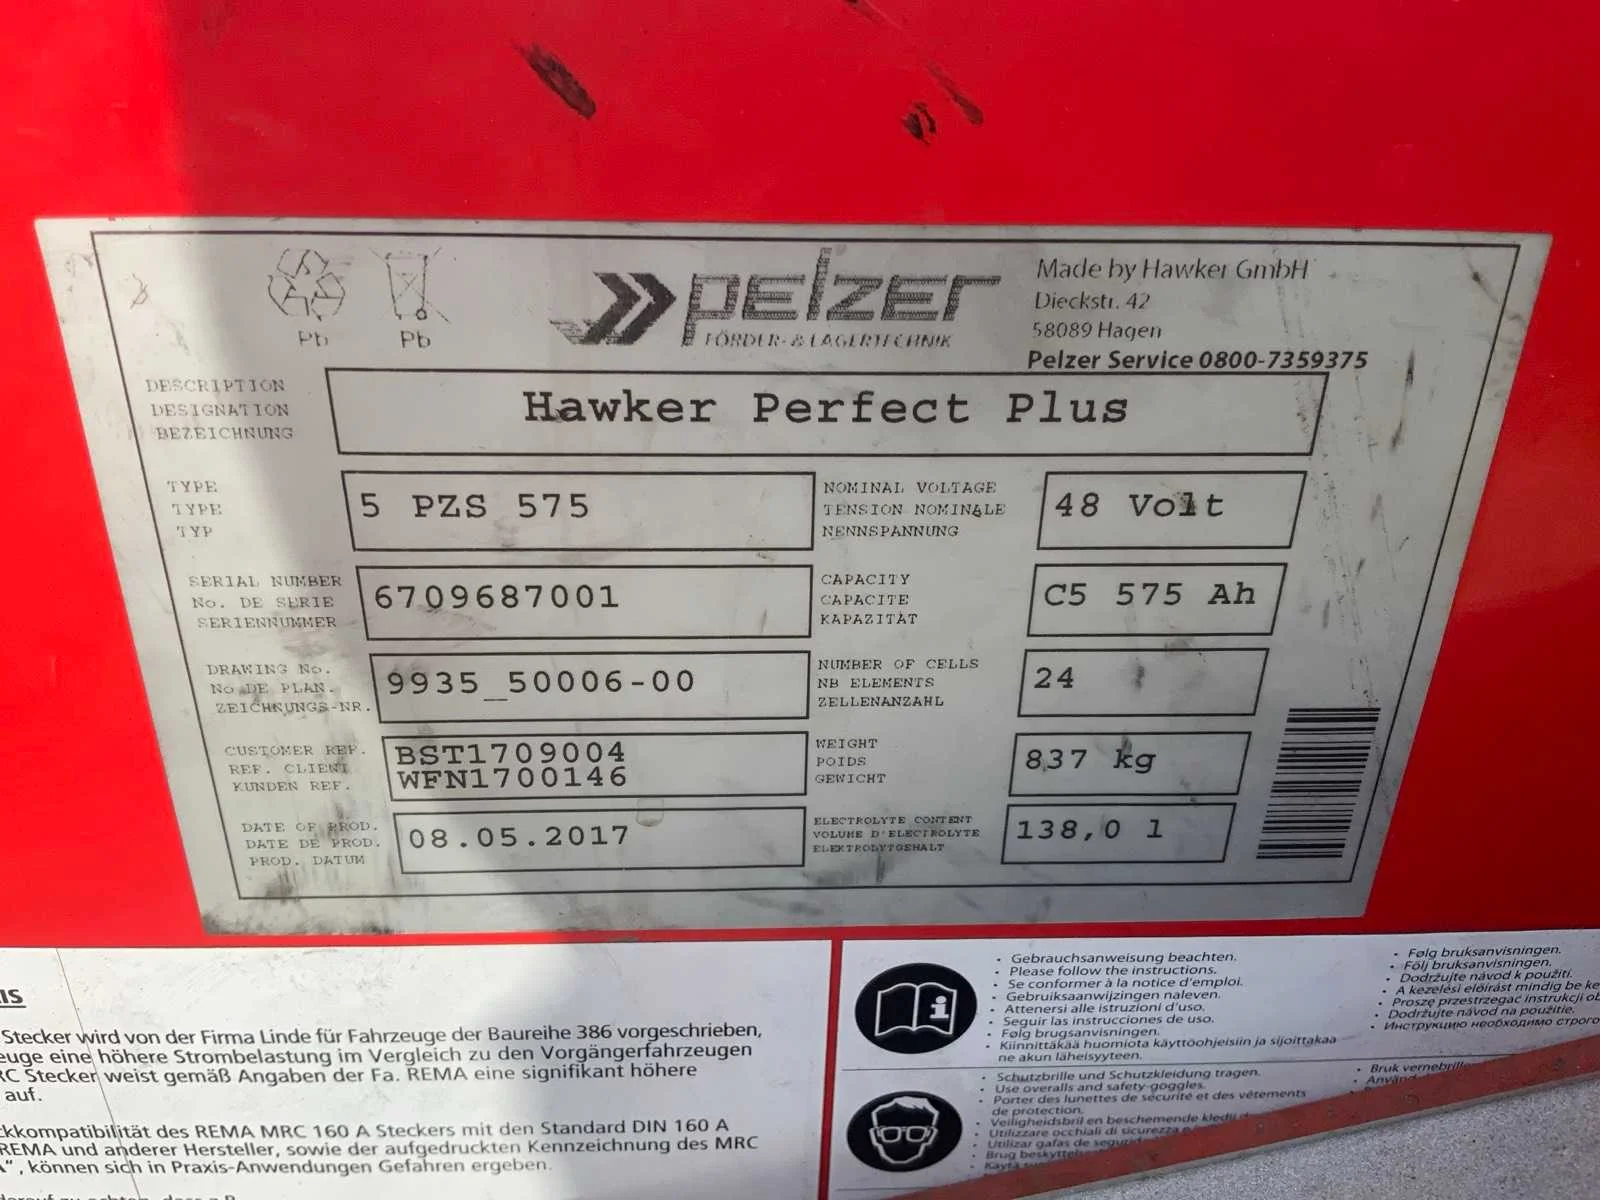 Pb
Pb
pelzer
FÖRDER- & LAGERTECHNIK
Made by Hawker GmbH
Dieckstr. 42
58089 Hagen
Pelzer Service 0800-7359375
DESCRIPTION
DESIGNATION
BEZEICHNUNG
Hawker Perfect Plus
TYPE
TYPE
TYP
5 PZS 575
NOMINAL VOLTAGE
TENSION NOMINALE
NENNSPANNUNG
48 Volt
SERIAL NUMBER
No. DE SERIE
SERIENNUMMER
6709687001
CAPACITY
CAPACITE
KAPAZITÄT
C5 575 Ah
DRAWING No.
No DE PLAN.
ZEICHNUNGS-NR.
9935_50006-00
NUMBER OF CELLS
NB ELEMENTS
ZELLENANZAHL
24
CUSTOMER REF.
REF. CLIENT
KUNDEN REF.
BST1709004
WFN1700146
WEIGHT
POIDS
GEWICHT
837 kg
DATE OF PROD.
DATE DE PROD.
PROD. DATUM
08.05.2017
ELECTROLYTE CONTENT
VOLUME D'ELECTROLYTE
ELEKTROLYTGEHALT
138,0 l
Stecker wird von der Firma Linde für Fahrzeuge der Baureihe 386 vorgeschrieben,
eine höhere Strombelastung im Vergleich zu den Vorgängerfahrzeugen
Stecker weist gemäß Angaben der Fa. REMA eine signifikant höhere
auf.
des REMA MRC 160 A Steckers mit den Standard DIN 160 A
REMA und anderer Hersteller, sowie der aufgedruckten Kennzeichnung des MRC
können sich in Praxis-Anwendungen Gefahren ergeben.
• Gebrauchsanweisung beachten.
• Please follow the instructions.
• Se conformer à la notice d'emploi.
• Gebruiksaanwijzingen naleven.
• Attenersi alle istruzioni d'uso.
• Seguir las instrucciones de uso.
• Følg brugsanvisningen.
• Kiinnittäkää huomiota käyttöohjeisiin ja sijoittakaa
ne akun läheisyyteen.
• Følg bruksanvisningen.
• Följ bruksanvisningen.
• Dodržujte návod k použití.
• A kezelési előírást mindig be
• Proszę przestrzegać instrukcji
• Dodržujte návod na použitie.
• Инструкцию необходимо строго
• Schutzbrille und Schutzkleidung tragen.
• Use overalls and safety-goggles.
• Porter des lunettes de sécurité et des vêtements
de protection.
• Veiligheidsbril en beschermende
• Utilizzare occhiali di sicurezza
• Utilizar gafas de
• Brug
• Bruk